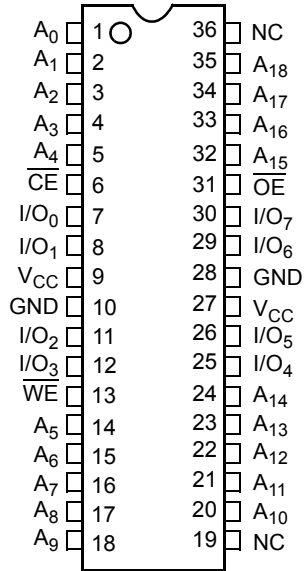 A0 1 36 NC
A1 2 35 A18
A2 3 34 A17
A3 4 33 A16
A4 5 32 A15
CE 6 31 OE
I/O0 7 30 I/O7
I/O1 8 29 I/O6
VCC 9 28 GND
GND 10 27 VCC
I/O2 11 26 I/O5
I/O3 12 25 I/O4
WE 13 24 A14
A5 14 23 A13
A6 15 22 A12
A7 16 21 A11
A8 17 20 A10
A9 18 19 NC